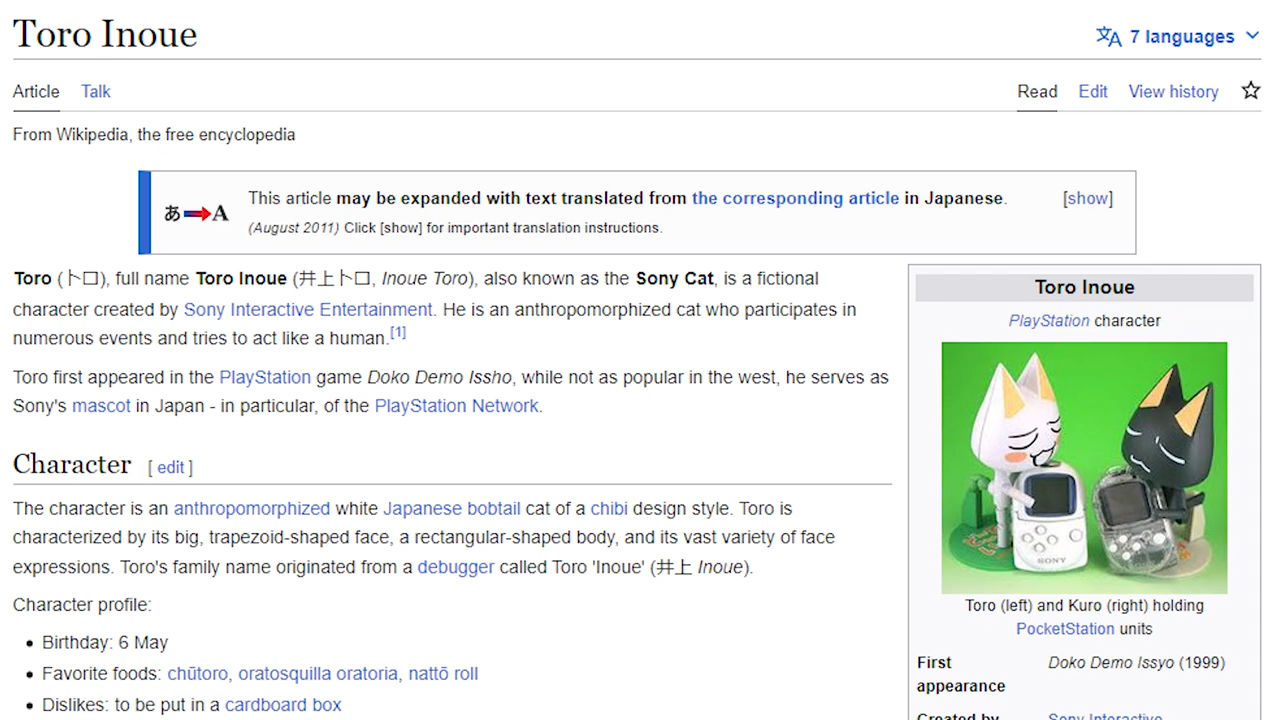 Toro Inoue
7 languages
Article Talk
Read Edit View history
From Wikipedia, the free encyclopedia
あ A
This article may be expanded with text translated from the corresponding article in Japanese. [show]
(August 2011) Click [show] for important translation instructions.
Toro (トロ), full name Toro Inoue (井上トロ, Inoue Toro), also known as the Sony Cat, is a fictional
character created by Sony Interactive Entertainment. He is an anthropomorphized cat who participates in
numerous events and tries to act like a human.[1]
Toro first appeared in the PlayStation game Doko Demo Issho, while not as popular in the west, he serves as
Sony's mascot in Japan - in particular, of the PlayStation Network.
Character [ edit ]
The character is an anthropomorphized white Japanese bobtail cat of a chibi design style. Toro is
characterized by its big, trapezoid-shaped face, a rectangular-shaped body, and its vast variety of face
expressions. Toro's family name originated from a debugger called Toro 'Inoue' (井上 Inoue).
Character profile:
• Birthday: 6 May
• Favorite foods: chūtoro, oratosquilla oratoria, nattō roll
• Dislikes: to be put in a cardboard box
Toro Inoue
PlayStation character
SONY
Toro (left) and Kuro (right) holding
PocketStation units
First Doko Demo Issyo (1999)
appearance
Created by Sony Interactive